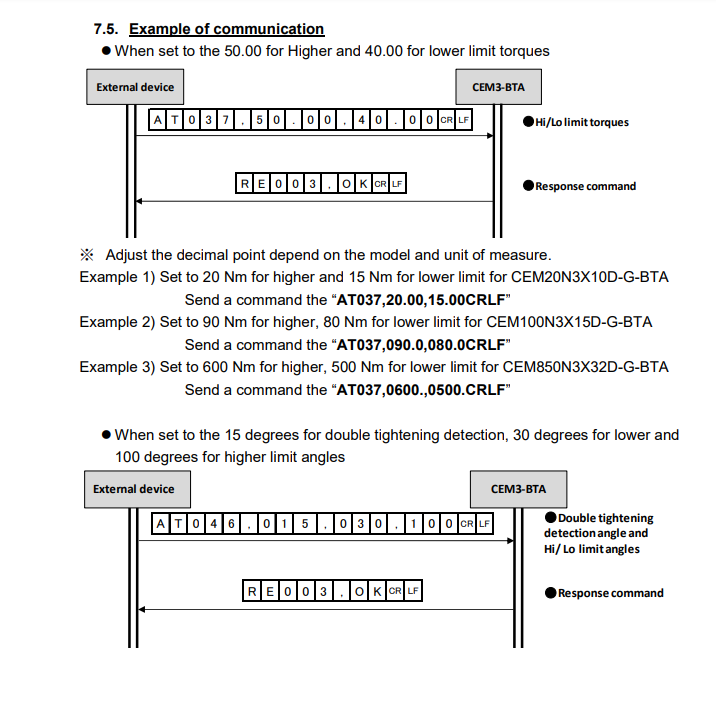 7.5. Example of communication
● When set to the 50.00 for Higher and 40.00 for lower limit torques
External device
CEM3-BTA
A T 0 3 7 , 5 0 . 0 0 , 4 0 . 0 0 CR LF
● Hi/Lo limit torques
R E 0 0 3 , O K CR LF
● Response command
※ Adjust the decimal point depend on the model and unit of measure.
Example 1) Set to 20 Nm for higher and 15 Nm for lower limit for CEM20N3X10D-G-BTA
Send a command the “AT037,20.00,15.00CRLF”
Example 2) Set to 90 Nm for higher, 80 Nm for lower limit for CEM100N3X15D-G-BTA
Send a command the “AT037,090.0,080.0CRLF”
Example 3) Set to 600 Nm for higher, 500 Nm for lower limit for CEM850N3X32D-G-BTA
Send a command the “AT037,0600.,0500.CRLF”
● When set to the 15 degrees for double tightening detection, 30 degrees for lower and
100 degrees for higher limit angles
External device
CEM3-BTA
A T 0 4 6 , 0 1 5 , 0 3 0 , 1 0 0 CR LF
● Double tightening
detection angle and
Hi/ Lo limit angles
R E 0 0 3 , O K CR LF
● Response command